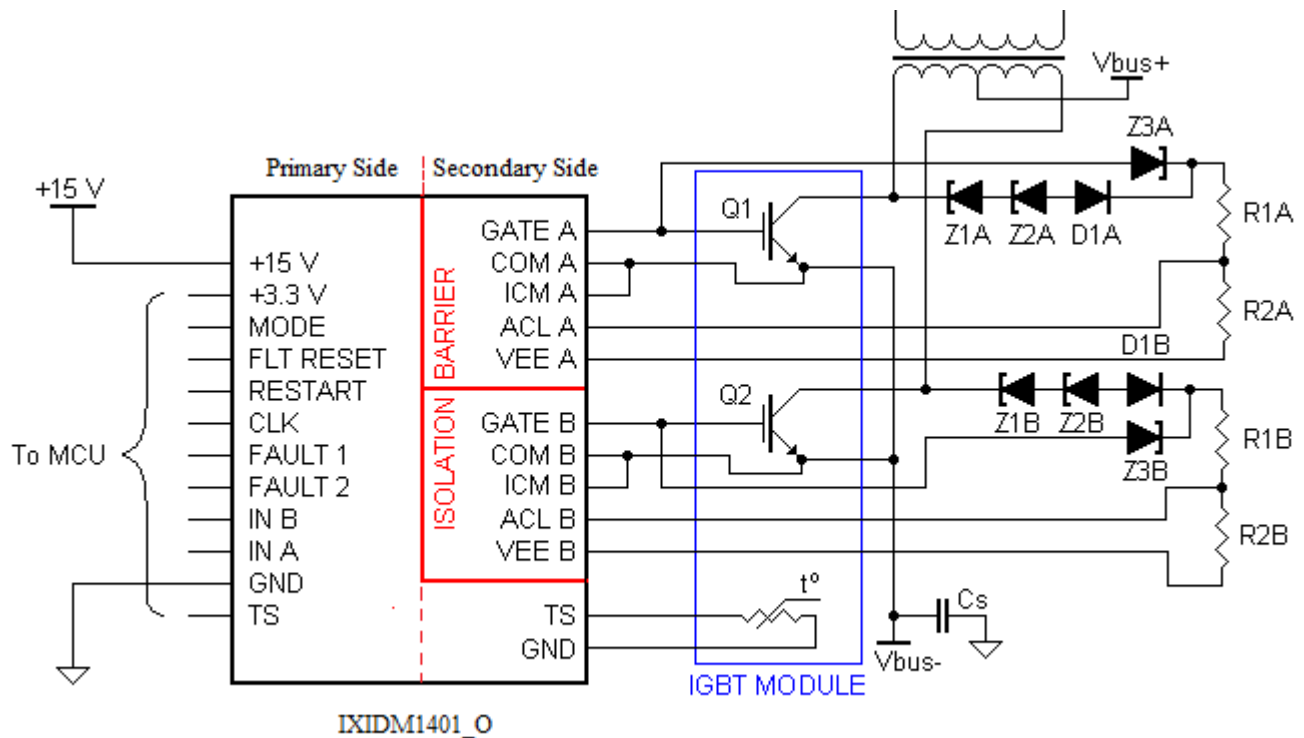 Vbus+
Z3A
Primary Side Secondary Side
+15 V
Q1
Z1A Z2A D1A
R1A
GATE A
+15 V COM A
+3.3 V ICM A
R2A
MODE ACL A
D1B
FLT RESET VEE A
BARRIER
RESTART
Q2
CLK GATE B
Z1B Z2B
R1B
To MCU
FAULT 1 COM B
Z3B
FAULT 2 ICM B
IN B ACL B
ISOLATION
R2B
IN A VEE B
GND
t°
Cs
TS TS
GND
Vbus-
IGBT MODULE
IXIDM1401_O